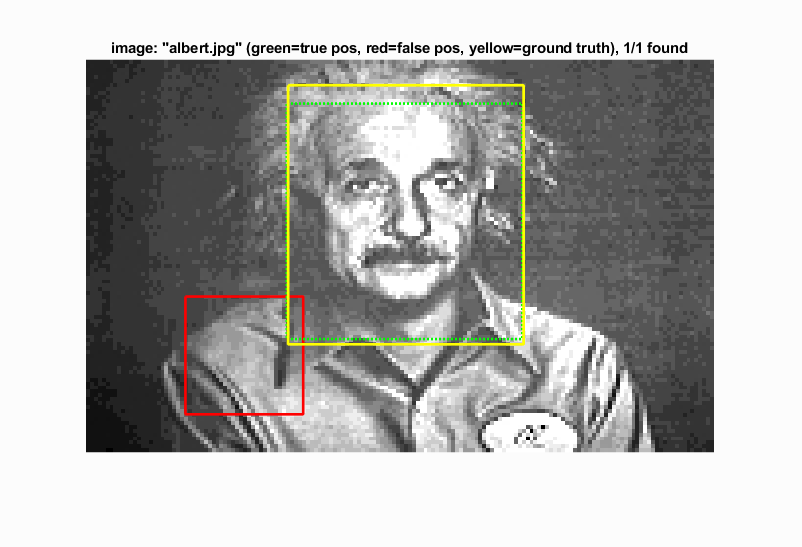 image: "albert.jpg" (green=true pos, red=false pos, yellow=ground truth), 1/1 found